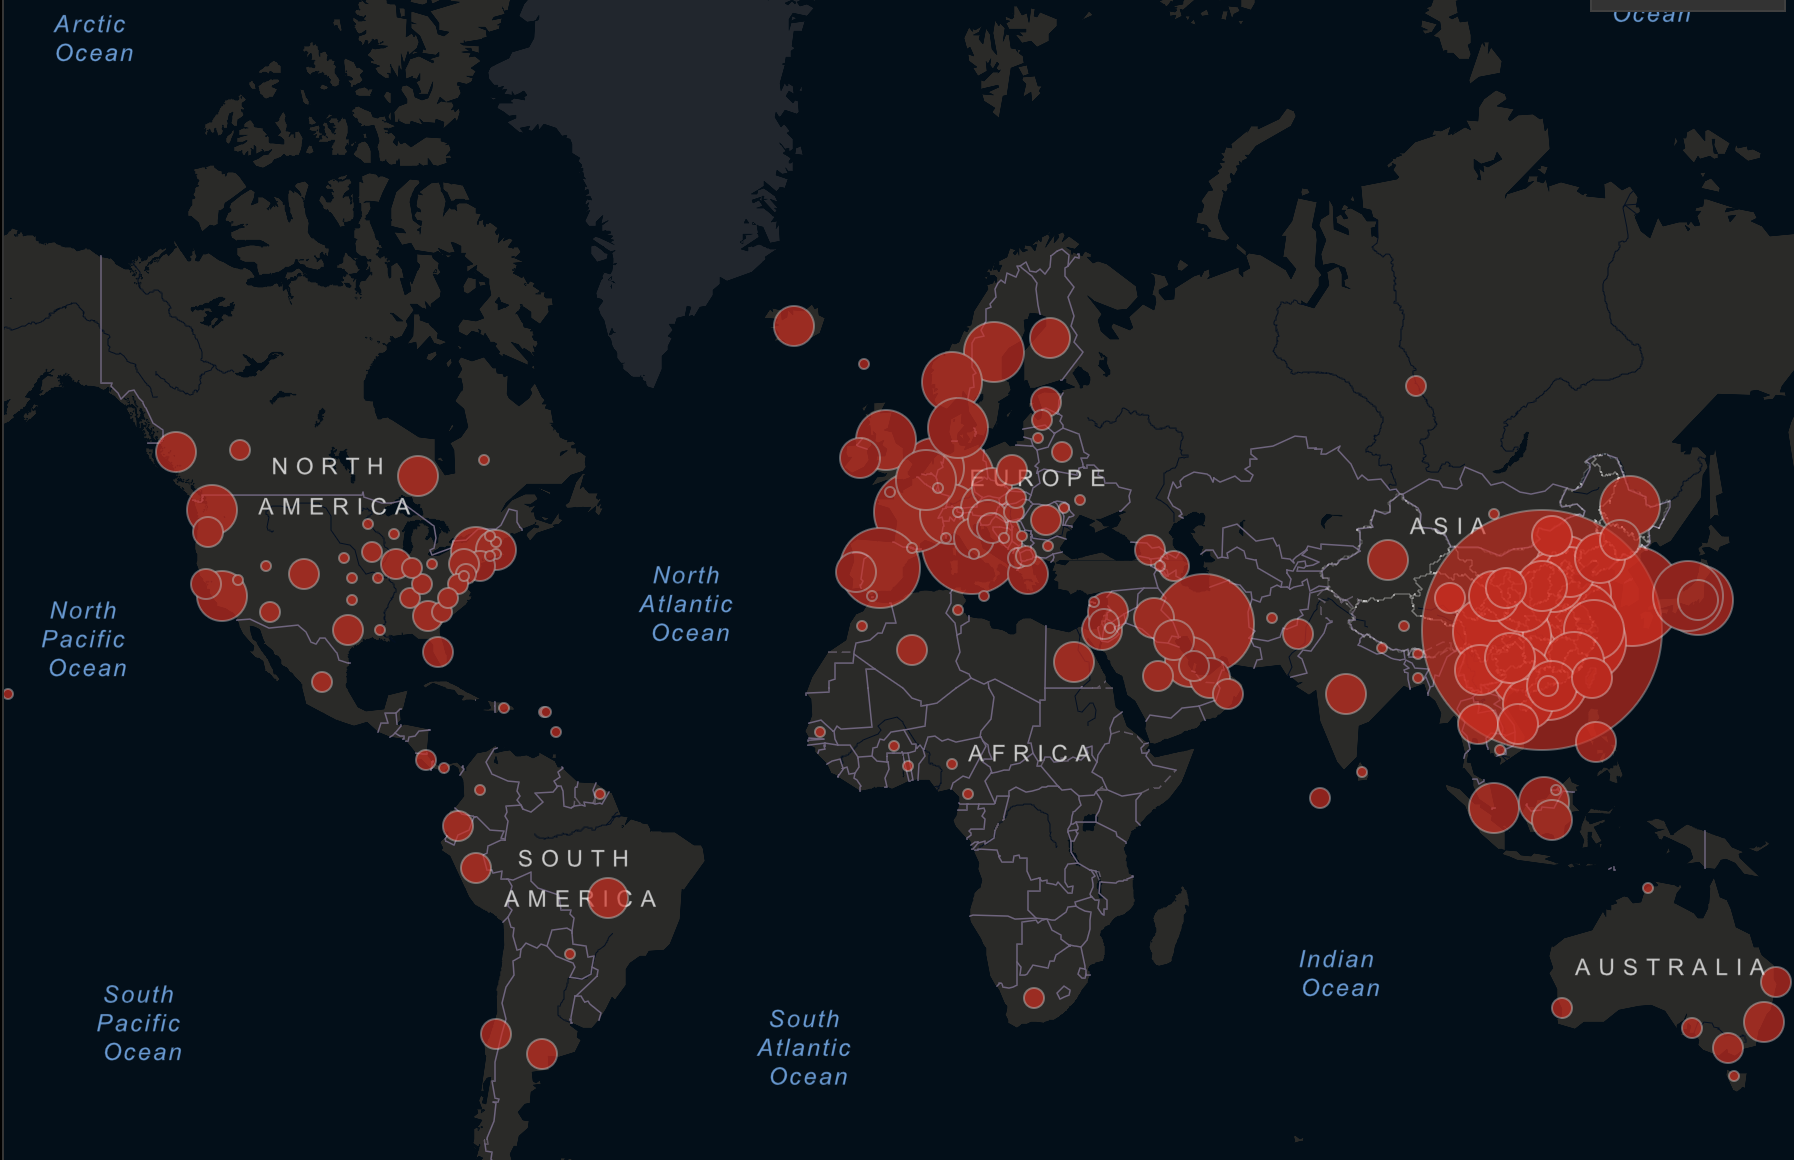 Arctic
Ocean
Ocean
NORTH
AMERICA
EUROPE
ASIA
North
Pacific
Ocean
North
Atlantic
Ocean
AFRICA
SOUTH
AMERICA
Indian
Ocean
AUSTRALIA
South
Pacific
Ocean
South
Atlantic
Ocean